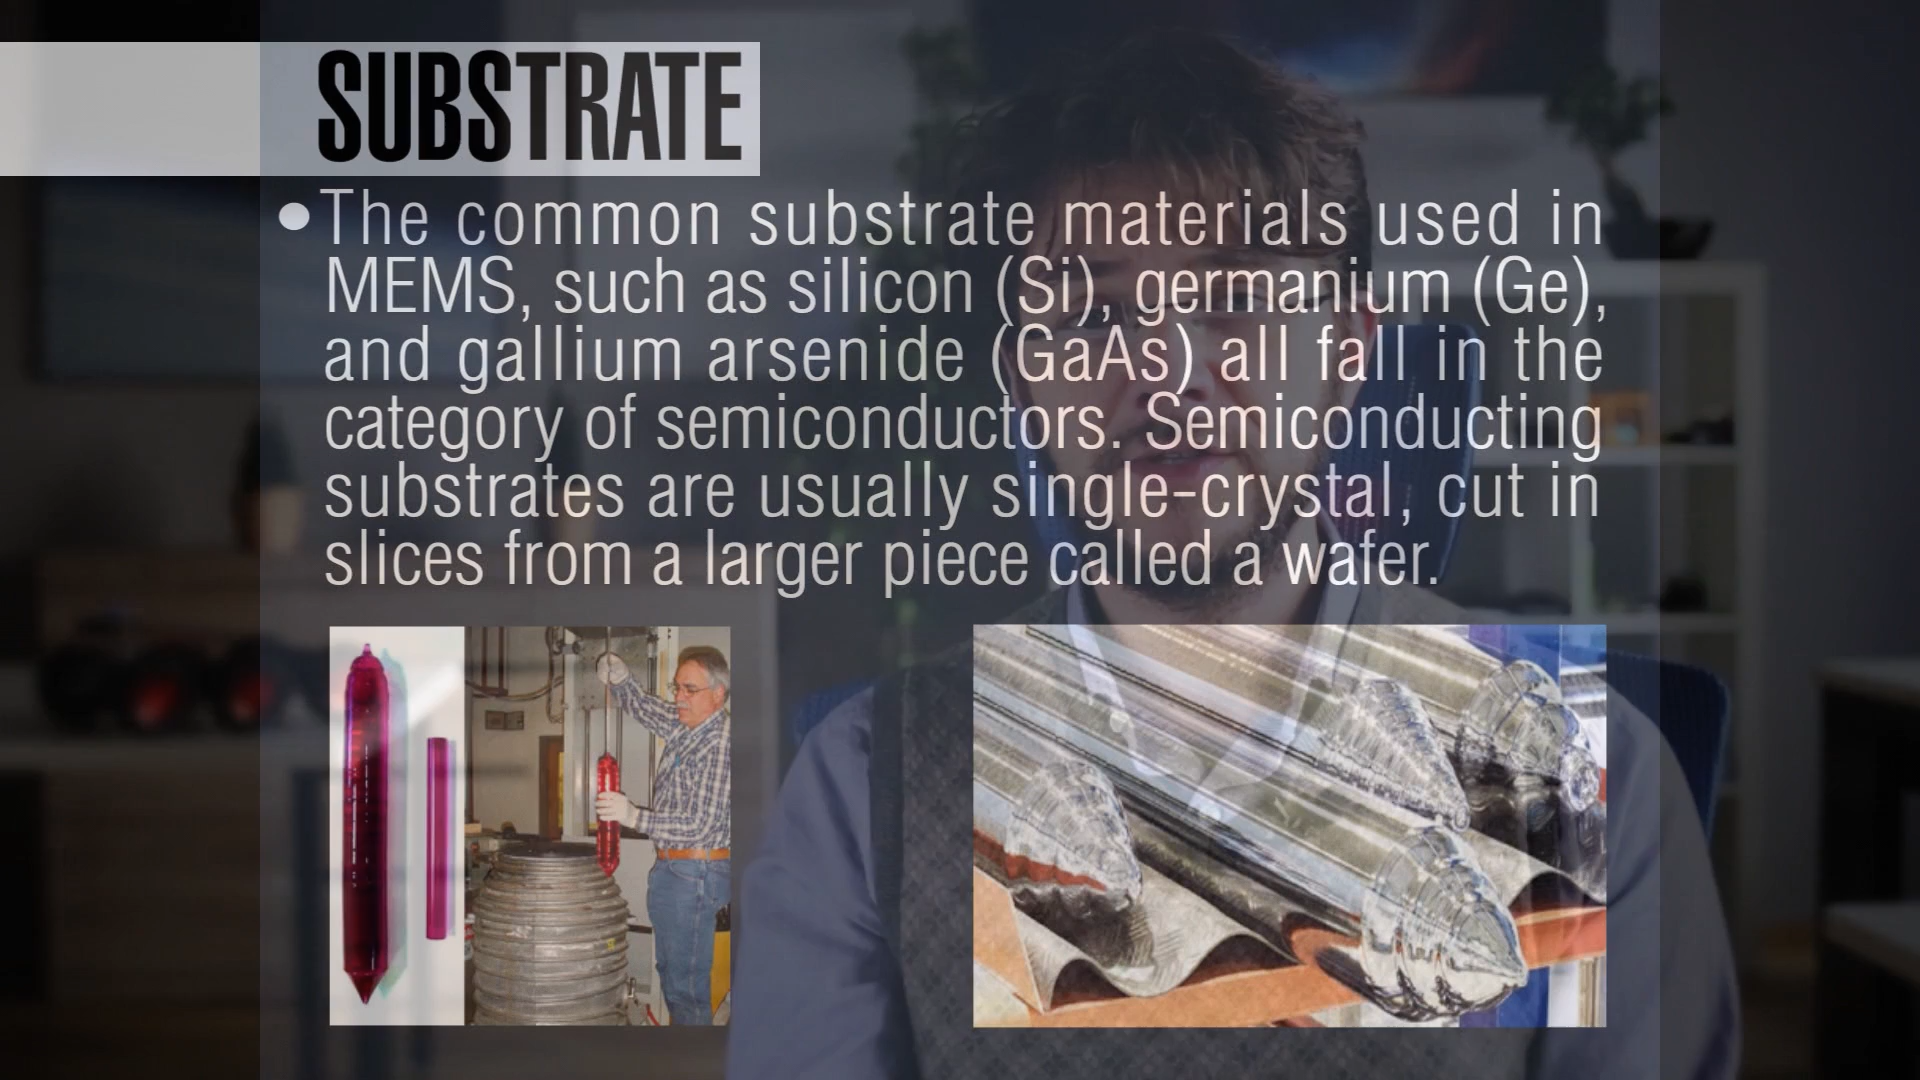 SUBSTRATE
•The common substrate materials used in
MEMS, such as silicon (Si), germanium (Ge),
and gallium arsenide (GaAs) all fall in the
category of semiconductors. Semiconducting
substrates are usually single-crystal, cut in
slices from a larger piece called a wafer.